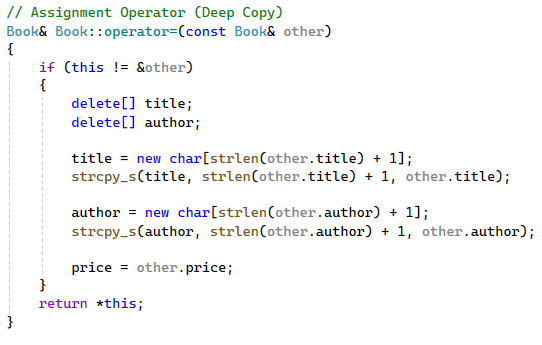 // Assignment Operator (Deep Copy)
Book& Book::operator=(const Book& other)
{
    if (this != &other)
    {
        delete[] title;
        delete[] author;

        title = new char[strlen(other.title) + 1];
        strcpy_s(title, strlen(other.title) + 1, other.title);

        author = new char[strlen(other.author) + 1];
        strcpy_s(author, strlen(other.author) + 1, other.author);

        price = other.price;
    }
    return *this;
}